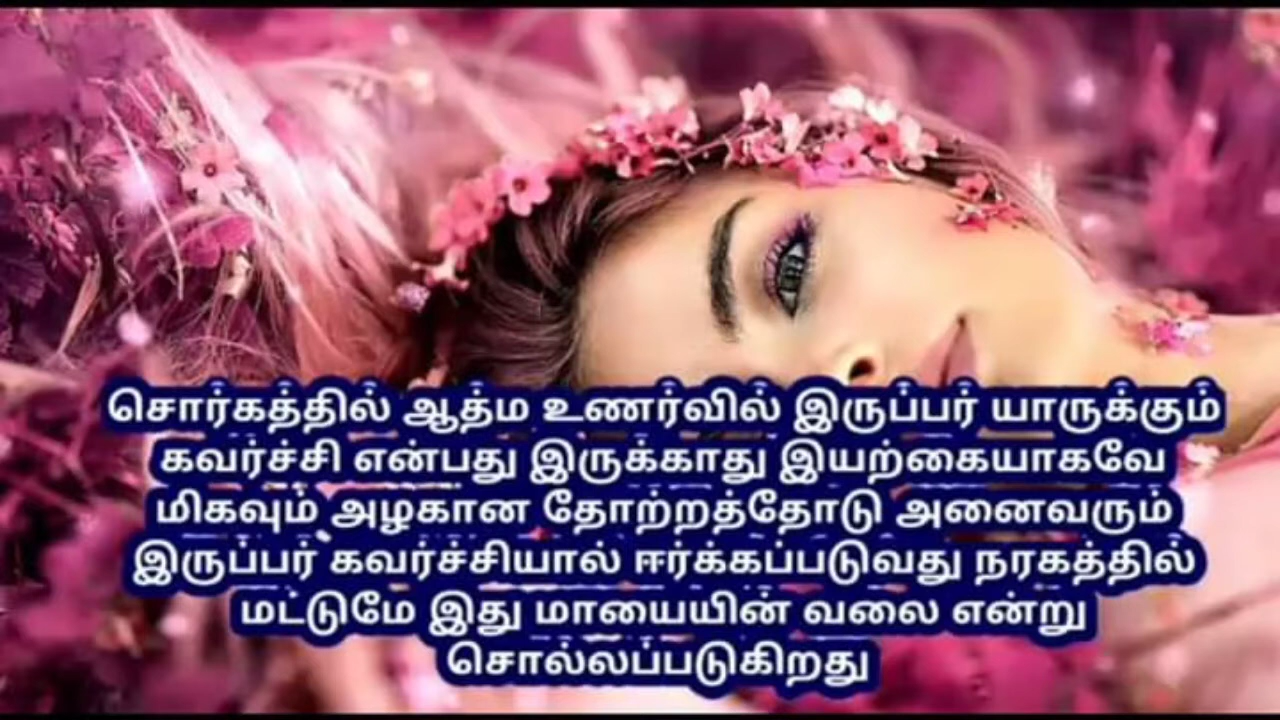 சொர்கத்தில் ஆத்ம உணர்வில் இருப்பர் யாருக்கும்
கவர்ச்சி என்பது இருக்காது இயற்கையாகவே
மிகவும் அழகான தோற்றத்தோடு அனைவரும்
இருப்பர் கவர்ச்சியால் ஈர்க்கப்படுவது நரகத்தில்
மட்டுமே இது மாயையின் வலை என்று
சொல்லப்படுகிறது